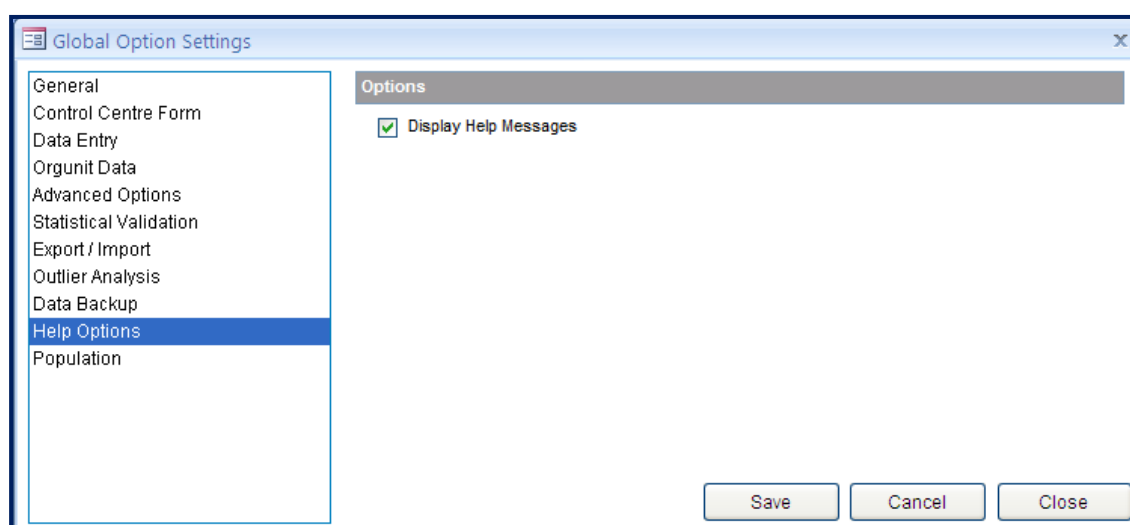 Global Option Settings
x
General
Control Centre Form
Data Entry
Orgunit Data
Advanced Options
Statistical Validation
Export / Import
Outlier Analysis
Data Backup
Help Options
Population
Options
Display Help Messages
Save
Cancel
Close